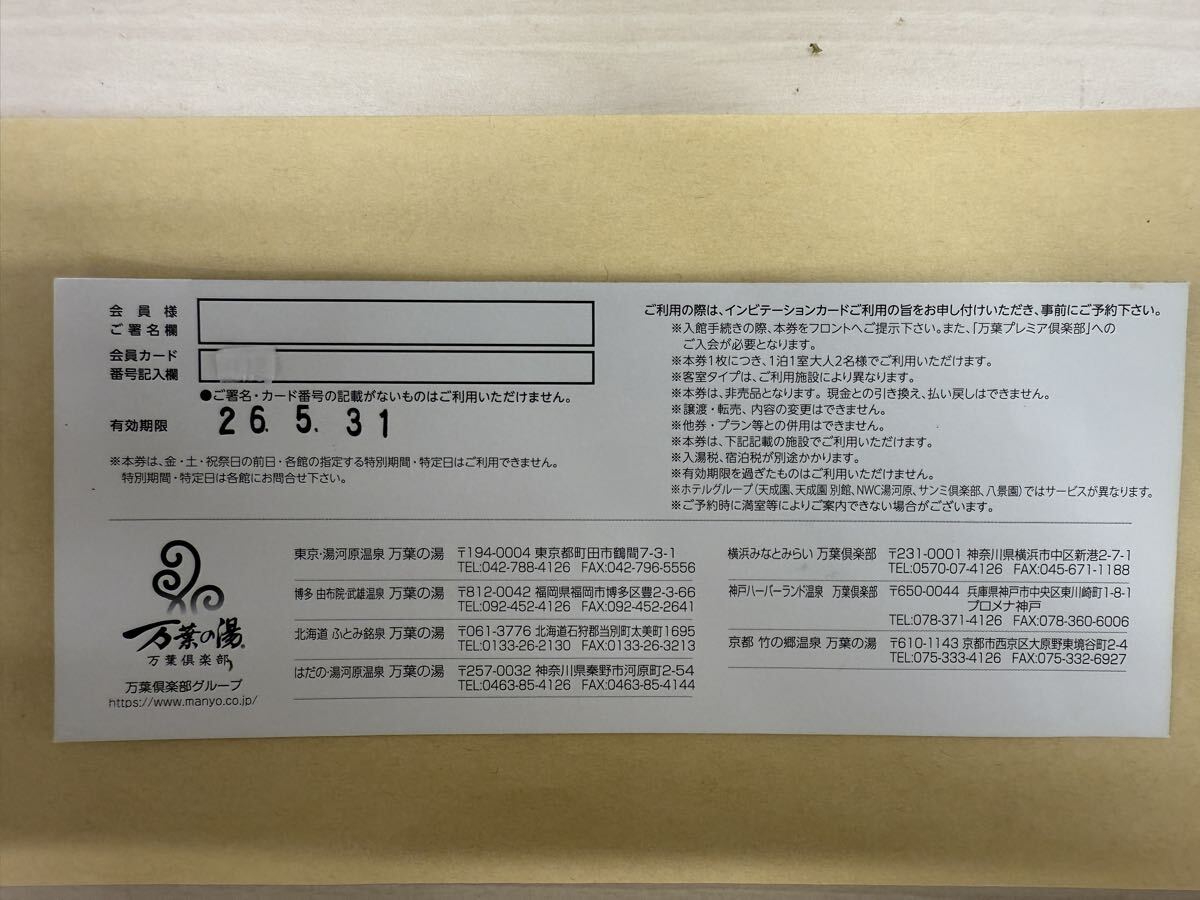 会員様
ご署名欄
会員カード
番号記入欄
●ご署名・カード番号の記載がないものはご利用いただけません。
有効期限 26. 5. 31
※本券は、金・土・祝祭日の前日・各館の指定する特別期間・特定日はご利用できません。
特別期間・特定日は各館にお問合せ下さい。
ご利用の際は、インビテーションカードご利用の旨をお申し付けいただき、事前にご予約下さい。
※入館手続きの際、本券をフロントへご提示下さい。また、「万葉プレミア倶楽部」への
ご入会が必要となります。
※本券1枚につき、1泊1室大人2名様でご利用いただけます。
※客室タイプは、ご利用施設により異なります。
※本券は、非売品となります。現金との引き換え、払い戻しはできません。
※譲渡・転売、内容の変更はできません。
※他券・プラン等との併用はできません。
※本券は、下記記載の施設でご利用いただけます。
※入湯税、宿泊税が別途かかります。
※有効期限を過ぎたものはご利用いただけません。
※ホテルグループ(天成園、天成園 別館、NWC湯河原、サンミ倶楽部、八景園)ではサービスが異なります。
※ご予約時に満室等によりご案内できない場合がございます。
万葉の湯
万葉倶楽部
万葉倶楽部グループ
https://www.manyo.co.jp/
東京・湯河原温泉 万葉の湯 〒194-0004 東京都町田市鶴間7-3-1
TEL:042-788-4126 FAX:042-796-5556
博多 由布院・武雄温泉 万葉の湯 〒812-0042 福岡県福岡市博多区豊2-3-66
TEL:092-452-4126 FAX:092-452-2641
北海道 ふとみ銘泉 万葉の湯 〒061-3776 北海道石狩郡当別町太美町1695
TEL:0133-26-2130 FAX:0133-26-3213
はだの・湯河原温泉 万葉の湯 〒257-0032 神奈川県秦野市河原町2-54
TEL:0463-85-4126 FAX:0463-85-4144
横浜みなとみらい 万葉倶楽部 〒231-0001 神奈川県横浜市中区新港2-7-1
TEL:0570-07-4126 FAX:045-671-1188
神戸ハーバーランド温泉 万葉倶楽部 〒650-0044 兵庫県神戸市中央区東川崎町1-8-1
プロメナ神戸
TEL:078-371-4126 FAX:078-360-6006
京都 竹の郷温泉 万葉の湯 〒610-1143 京都市西京区大原野東境谷町2-4
TEL:075-333-4126 FAX:075-332-6927